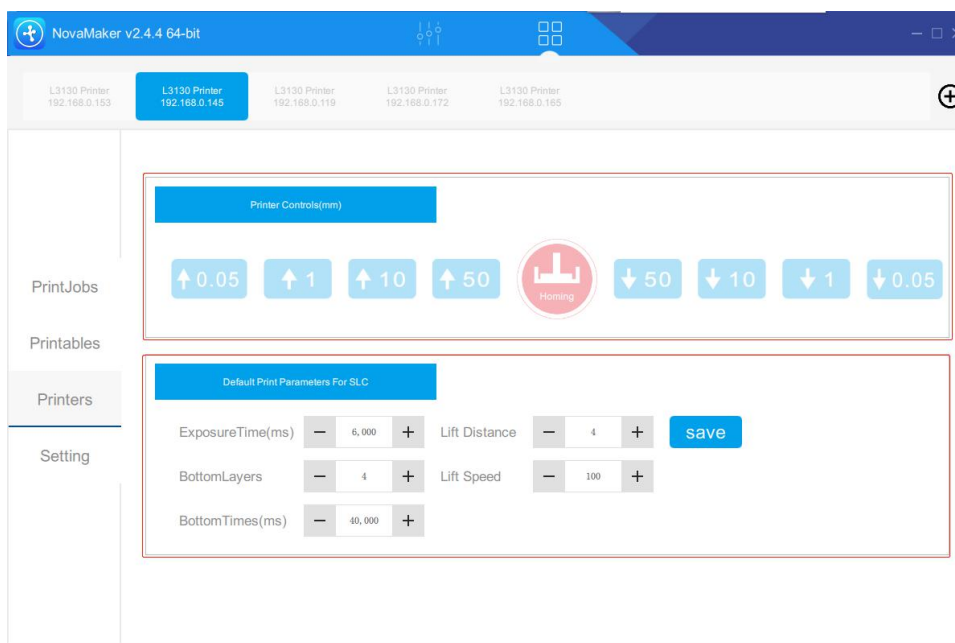 NovaMaker v2.4.4 64-bit
L3130 Printer
192.168.0.153
L3130 Printer
192.168.0.145
L3130 Printer
192.168.0.119
L3130 Printer
192.168.0.172
L3130 Printer
192.168.0.165
PrintJobs
Printables
Printers
Setting
Printer Controls(mm)
0.05
1
10
50
Homing
50
10
1
0.05
Default Print Parameters For SLC
ExposureTime(ms) — 6,000 + Lift Distance — 4 + save
BottomLayers — 4 + Lift Speed — 100 +
BottomTimes(ms) — 40,000 +